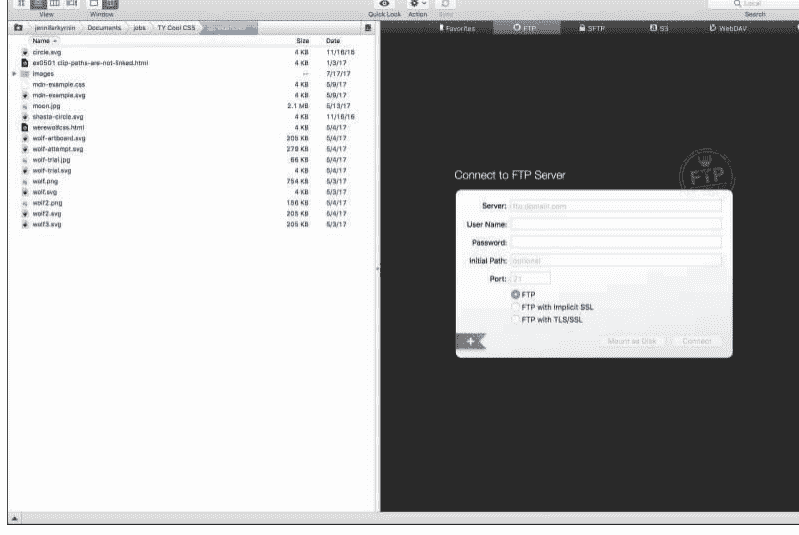 View Window Quick Look Action Sync Search
Local
jenniferkyrnin Documents jobs TY Cool CSS examples
Favorites FTP SFTP S3 WebDAV
Name Size Date
circle.svg 4 KB 11/16/16
ex0501 clip-paths-are-not-linked.html 4 KB 1/3/17
images -- 7/17/17
mdn-example.css 4 KB 5/9/17
mdn-example.svg 4 KB 5/9/17
moon.jpg 2.1 MB 5/13/17
shasta-circle.svg 4 KB 11/16/16
werewolfcss.html 4 KB 5/4/17
wolf-artboard.svg 205 KB 5/4/17
wolf-attempt.svg 279 KB 5/4/17
wolf-trial.jpg 66 KB 5/4/17
wolf-trial.svg 4 KB 5/4/17
wolf.png 754 KB 5/3/17
wolf.svg 4 KB 5/3/17
wolf2.png 156 KB 5/4/17
wolf2.svg 205 KB 5/4/17
wolf3.svg 205 KB 5/3/17
FTP
Connect to FTP Server
Server: ftp.domain.com
User Name:
Password:
Initial Path: optional
Port: 21
FTP
FTP with Implicit SSL
FTP with TLS/SSL
+ Mount as Disk Connect